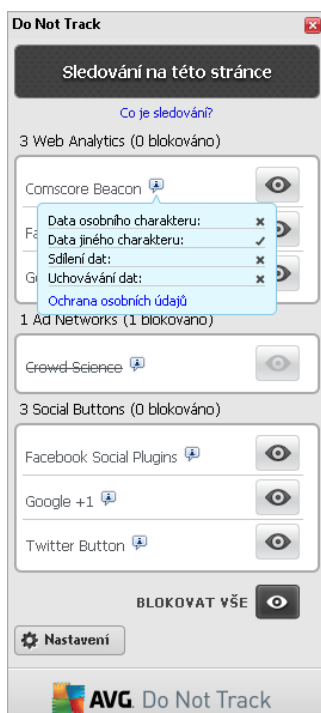 Do Not Track
Sledování na této stránce
Co je sledování?
3 Web Analytics (0 blokováno)
Comscore Beacon
Data osobního charakteru:
Data jiného charakteru:
Sdílení dat:
Uchovávání dat:
Ochrana osobních údajů
1 Ad Networks (1 blokováno)
Crowd Science
3 Social Buttons (0 blokováno)
Facebook Social Plugins
Google +1
Twitter Button
BLOKOVAT VŠE
Nastavení
AVG. Do Not Track